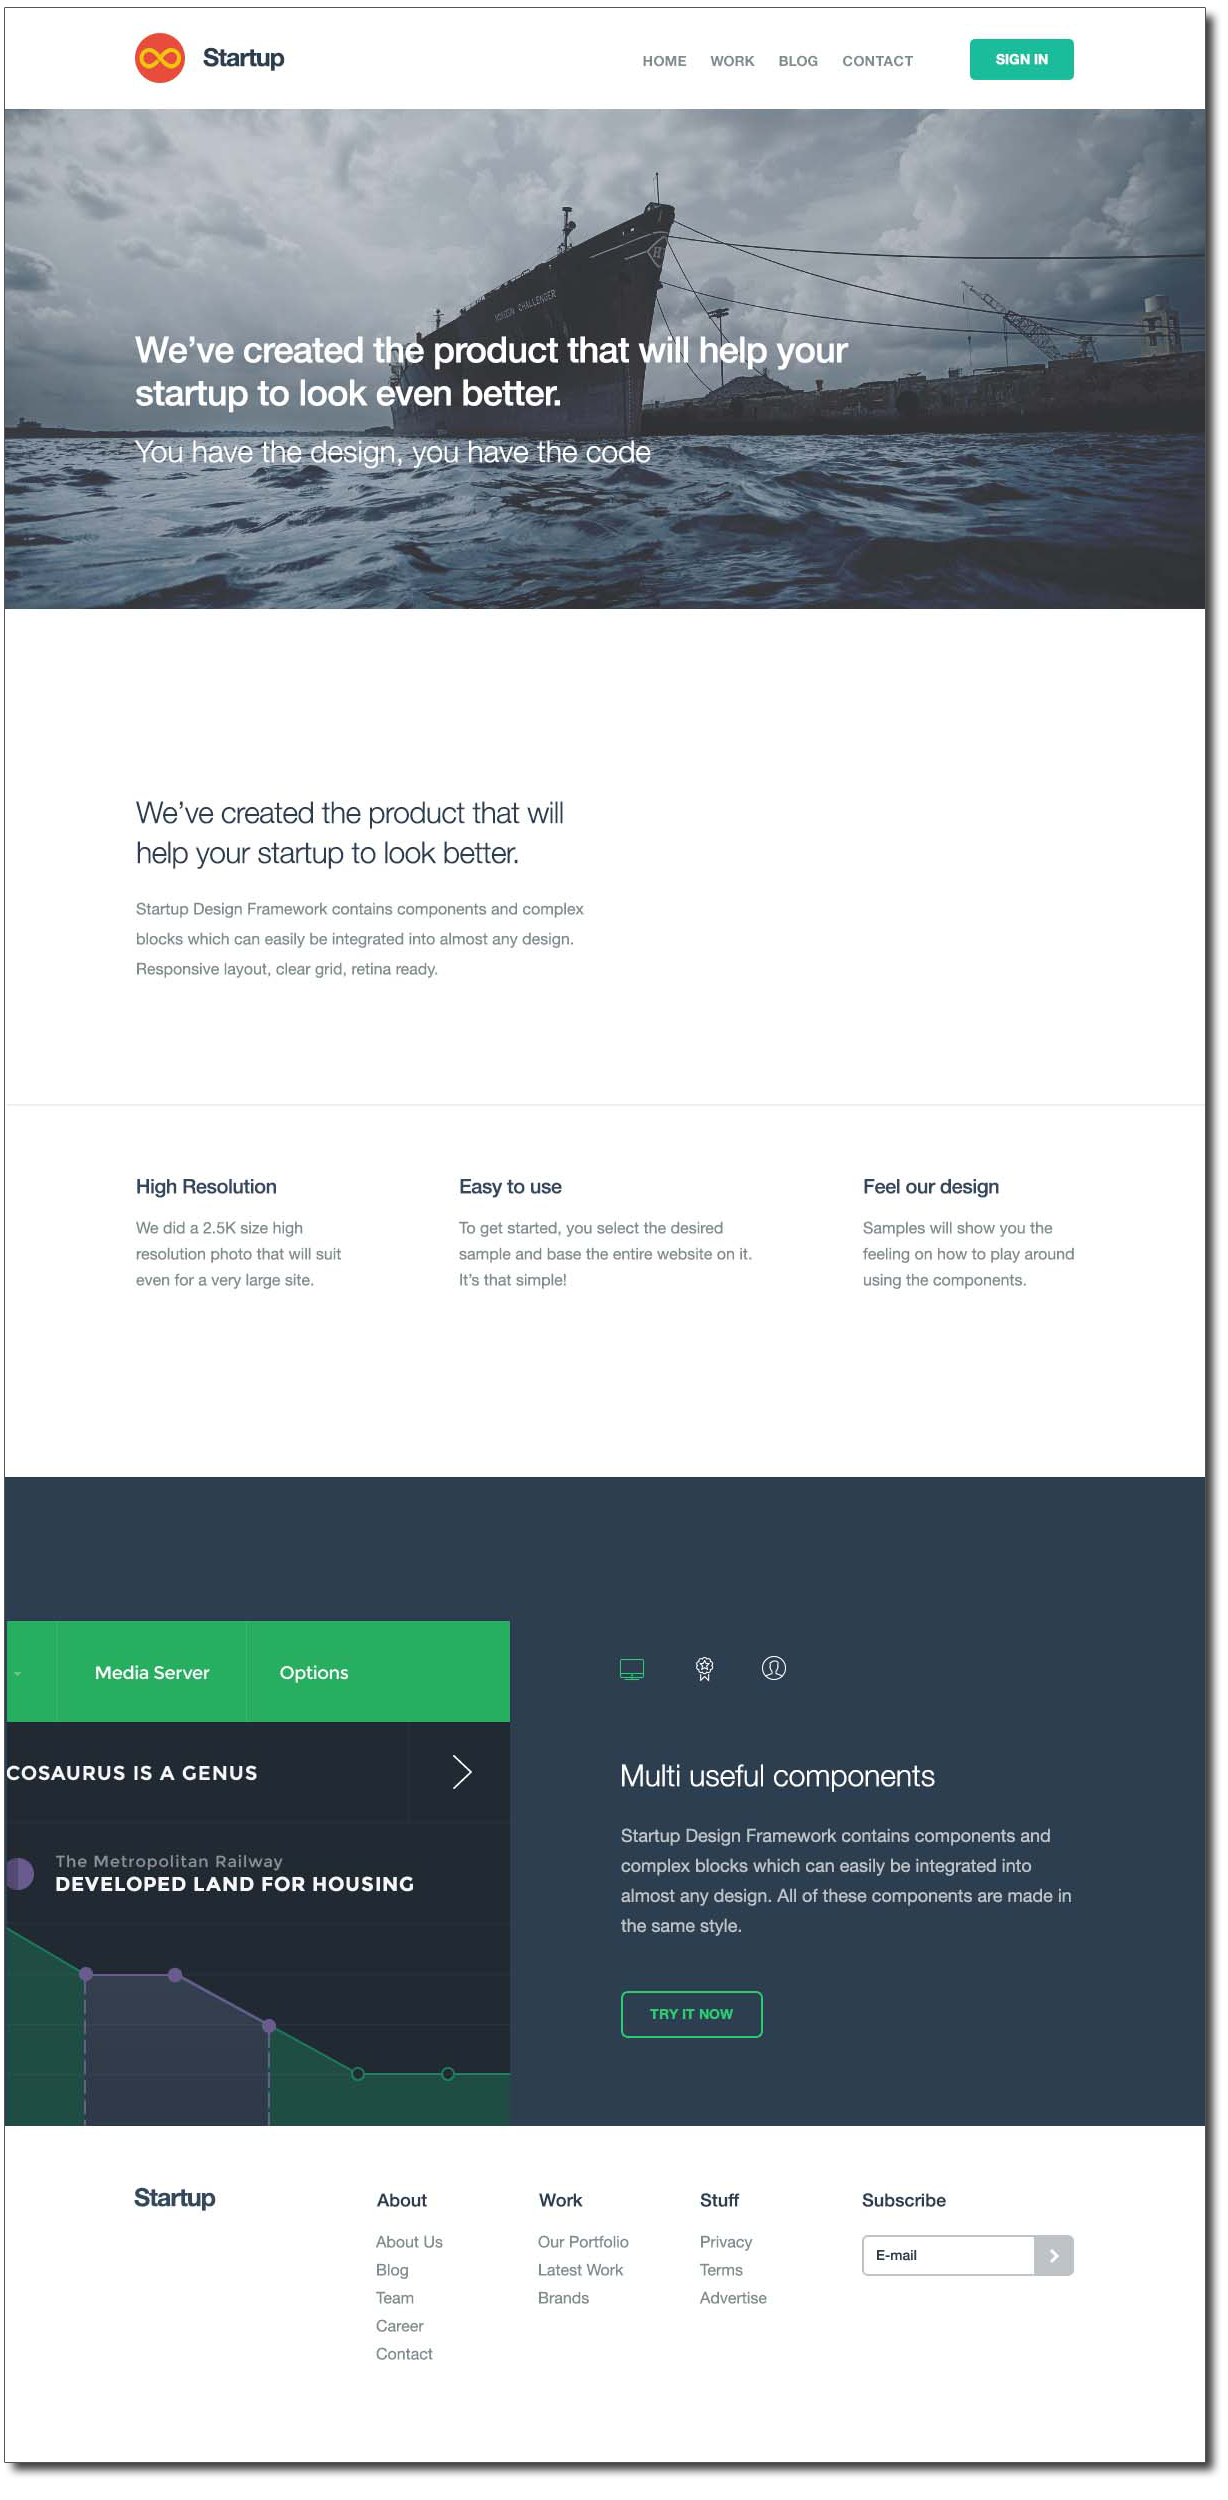 Startup
HOME WORK BLOG CONTACT SIGN IN
HORIZON CHALLENGER
H
We've created the product that will help your
startup to look even better.
You have the design, you have the code
We've created the product that will
help your startup to look better.
Startup Design Framework contains components and complex
blocks which can easily be integrated into almost any design.
Responsive layout, clear grid, retina ready.
High Resolution
We did a 2.5K size high
resolution photo that will suit
even for a very large site.
Easy to use
To get started, you select the desired
sample and base the entire website on it.
It's that simple!
Feel our design
Samples will show you the
feeling on how to play around
using the components.
Media Server Options
COSAURUS IS A GENUS
The Metropolitan Railway
DEVELOPED LAND FOR HOUSING
Multi useful components
Startup Design Framework contains components and
complex blocks which can easily be integrated into
almost any design. All of these components are made in
the same style.
TRY IT NOW
Startup
About
About Us
Blog
Team
Career
Contact
Work
Our Portfolio
Latest Work
Brands
Stuff
Privacy
Terms
Advertise
Subscribe
E-mail